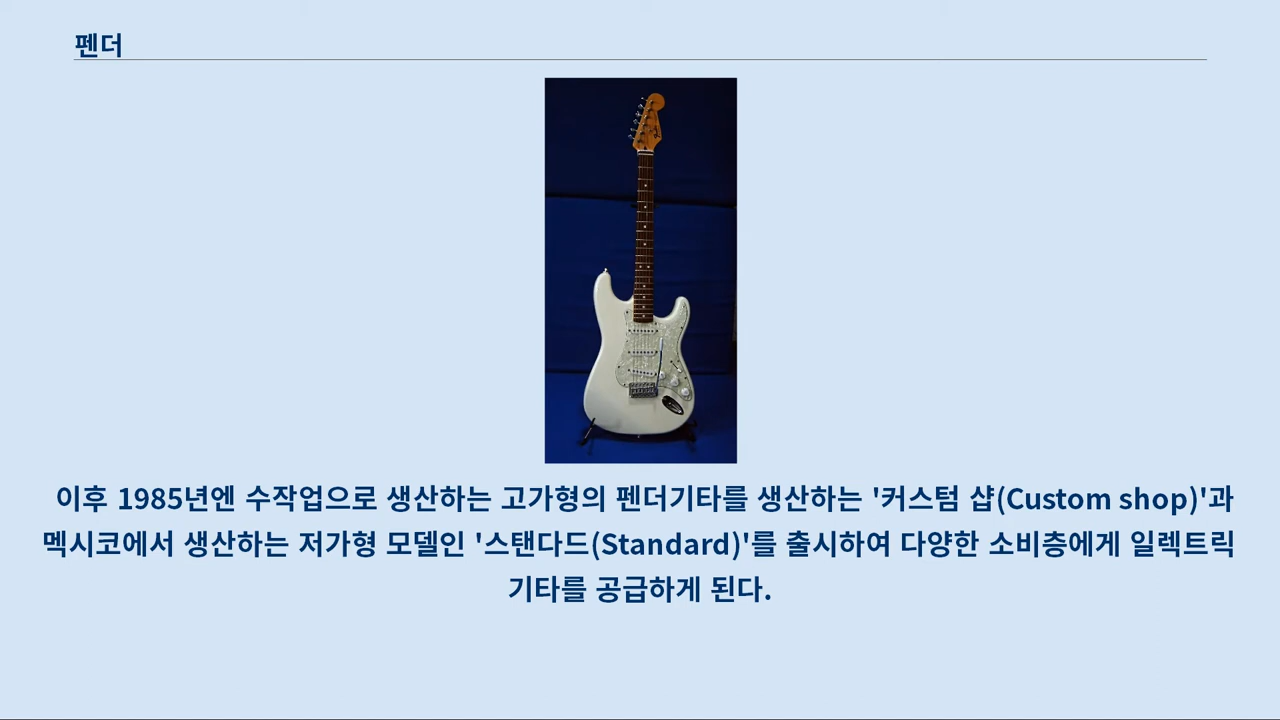 펜더
이후 1985년엔 수작업으로 생산하는 고가형의 펜더기타를 생산하는 '커스텀 샵(Custom shop)'과
멕시코에서 생산하는 저가형 모델인 '스탠다드(Standard)'를 출시하여 다양한 소비층에게 일렉트릭
기타를 공급하게 된다.